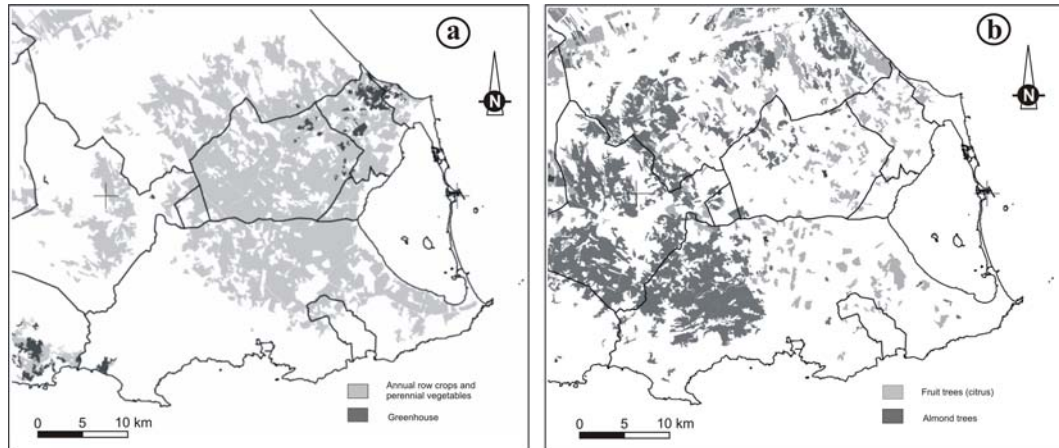 a
N
Annual row crops and
perennial vegetables
Greenhouse
0 5 10 km
b
N
Fruit trees (citrus)
Almond trees
0 5 10 km